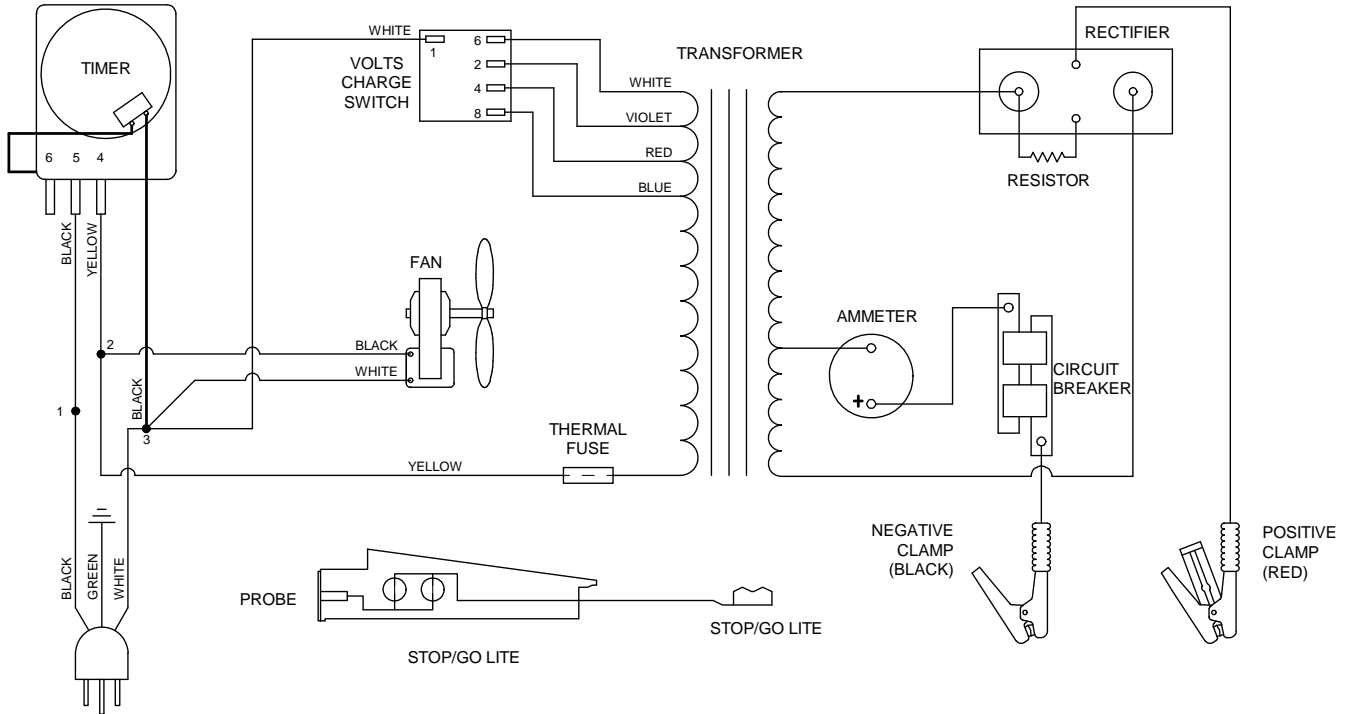 TIMER
6 5 4
BLACK
YELLOW
BLACK
1
2
3
BLACK
GREEN
WHITE
WHITE
VOLTS
CHARGE
SWITCH
1
6
2
4
8
TRANSFORMER
WHITE
VIOLET
RED
BLUE
FAN
BLACK
WHITE
THERMAL
FUSE
YELLOW
RECTIFIER
RESISTOR
AMMETER
+
CIRCUIT
BREAKER
NEGATIVE
CLAMP
(BLACK)
POSITIVE
CLAMP
(RED)
PROBE
STOP/GO LITE
STOP/GO LITE